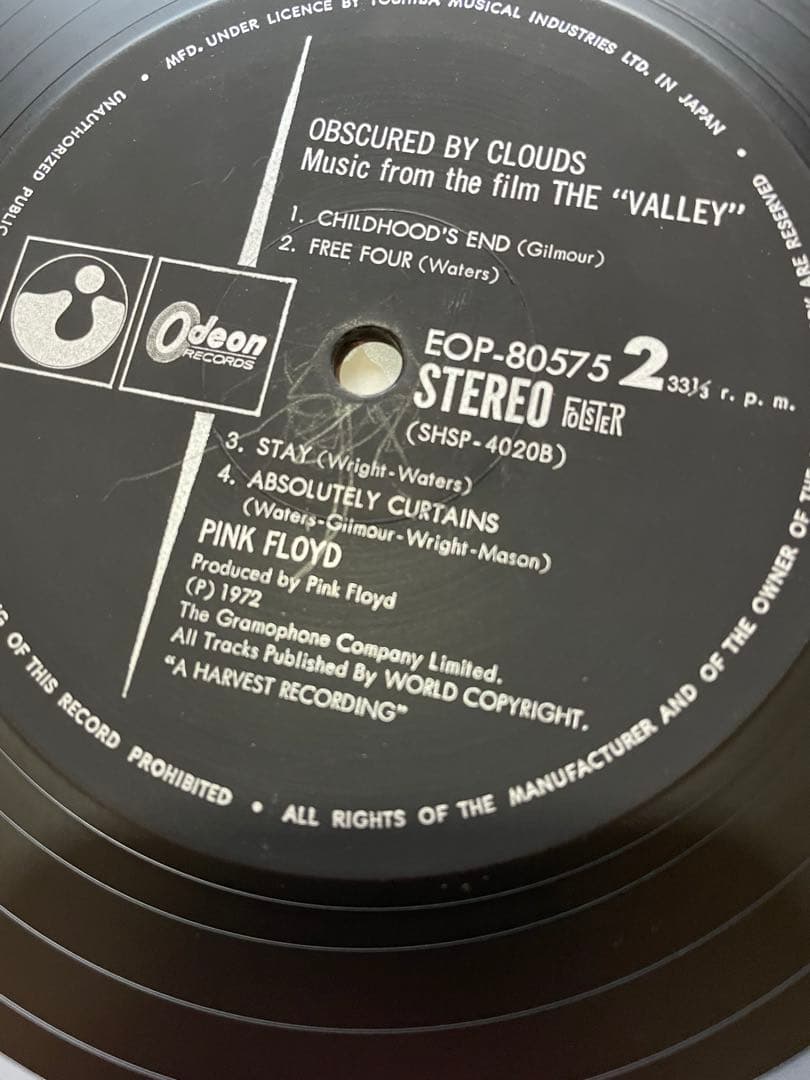 MFD. UNDER LICENCE BY TOSHIBA MUSICAL INDUSTRIES LTD. IN JAPAN •
OBSCURED BY CLOUDS
Music from the film THE “VALLEY”
1. CHILDHOOD'S END (Gilmour)
2. FREE FOUR (Waters)
Odeon
RECORDS
EOP-80575 2 33⅓ r. p. m.
STEREO FOLSTER
(SHSP-4020B)
3. STAY (Wright-Waters)
4. ABSOLUTELY CURTAINS
(Waters-Gilmour-Wright-Mason)
PINK FLOYD
Produced by Pink Floyd
(P) 1972
The Gramophone Company Limited.
All Tracks Published By WORLD COPYRIGHT.
“A HARVEST RECORDING”
ALL RIGHTS OF THE MANUFACTURER AND OF THE OWNER OF THE
ARE RESERVED •
UNAUTHORIZED PUBLIC
OF THIS RECORD PROHIBITED •